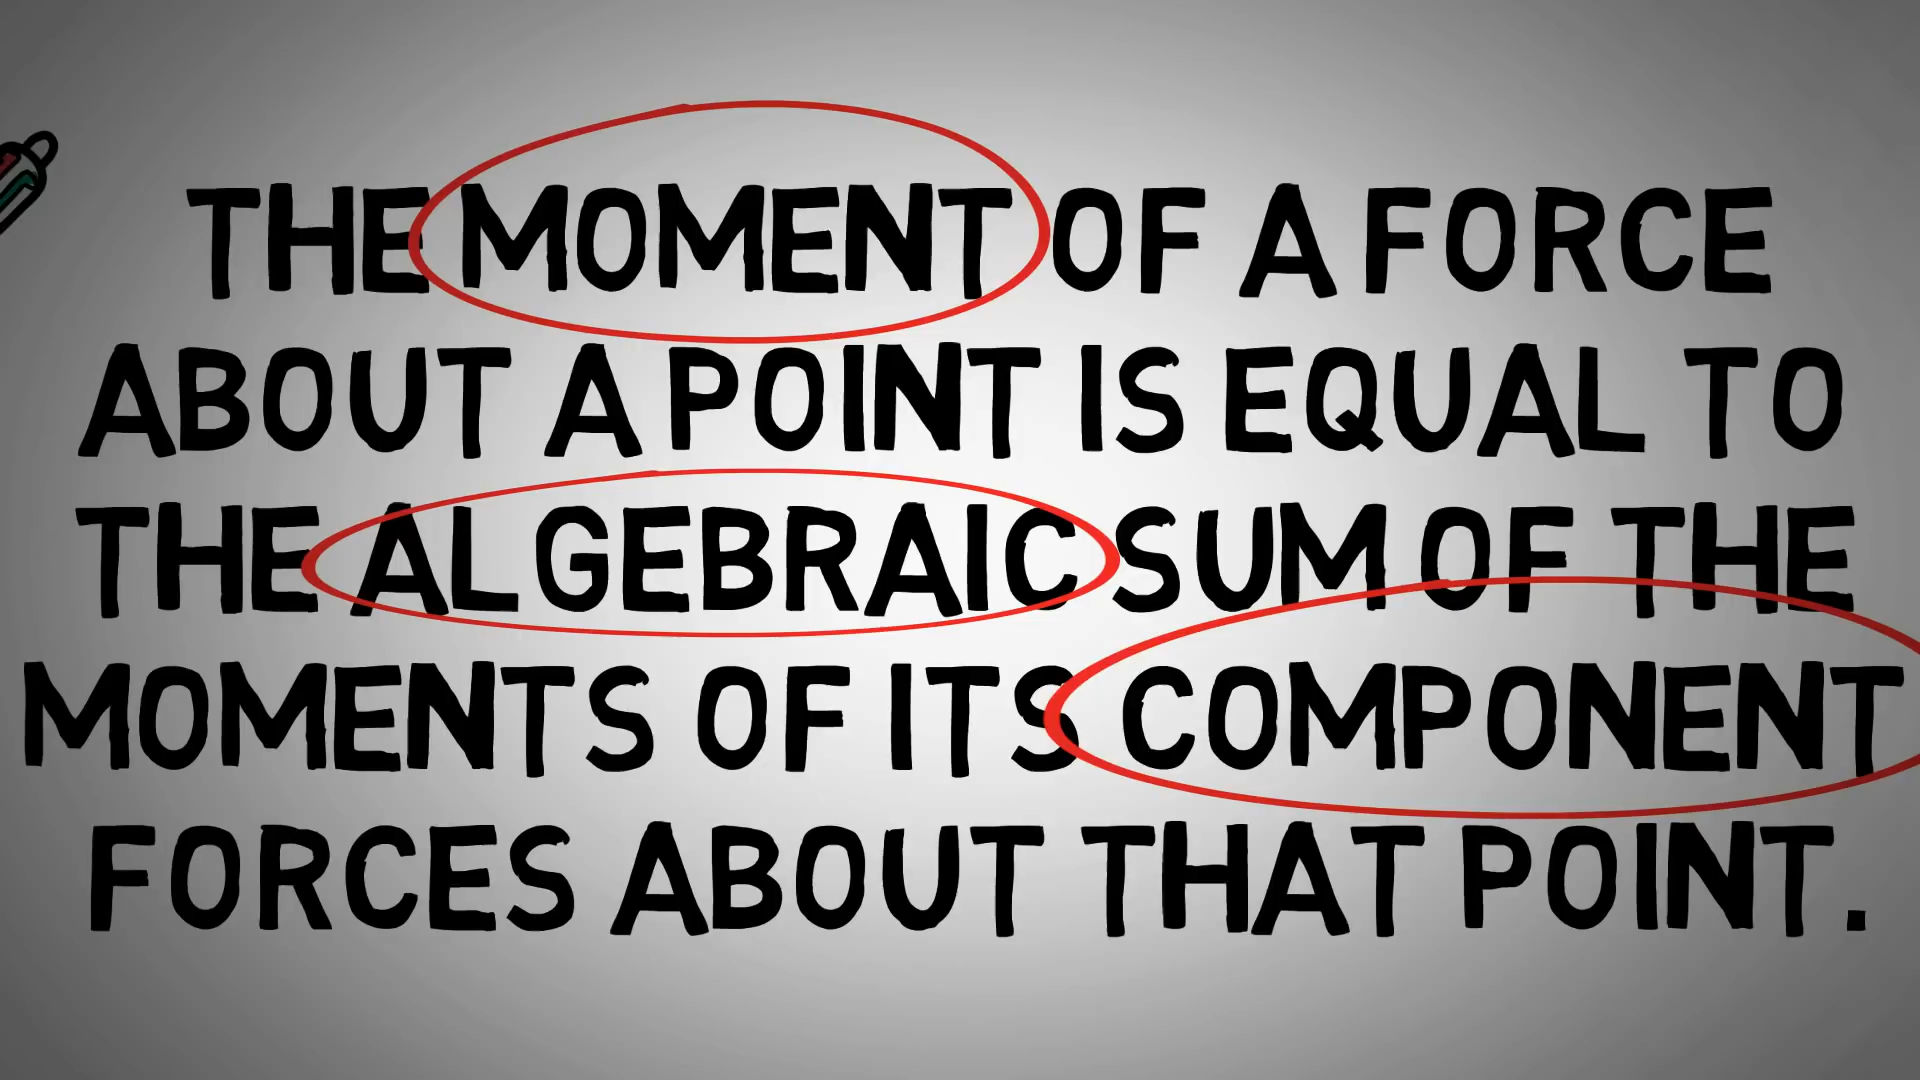 THE MOMENT OF A FORCE
ABOUT A POINT IS EQUAL TO
THE ALGEBRAIC SUM OF THE
MOMENTS OF ITS COMPONENT
FORCES ABOUT THAT POINT.